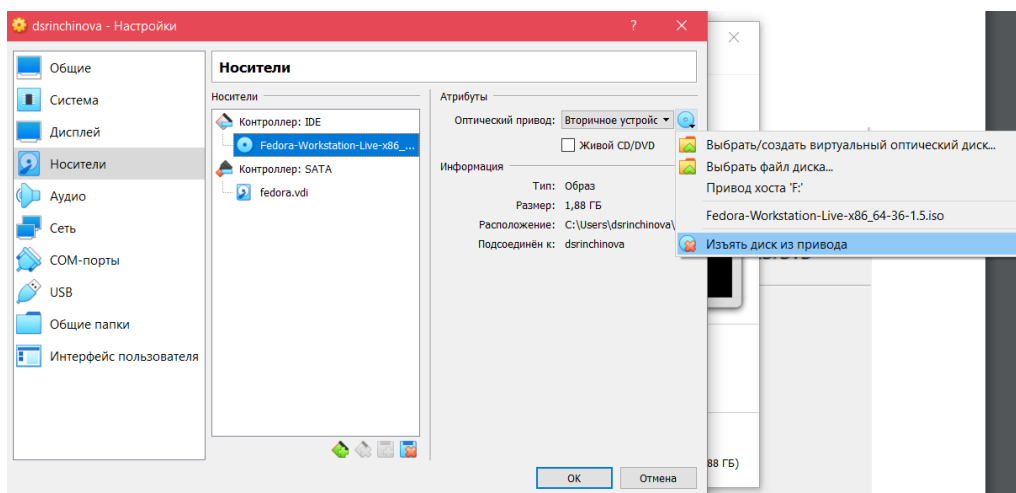 dsrinchinova - Настройки
?
Общие
Система
Дисплей
Носители
Аудио
Сеть
COM-порты
USB
Общие папки
Интерфейс пользователя
Носители
Носители
Контроллер: IDE
Fedora-Workstation-Live-x86_...
Контроллер: SATA
fedora.vdi
Атрибуты
Оптический привод: Вторичное устройс
Живой CD/DVD
Информация
Тип: Образ
Размер: 1,88 ГБ
Расположение: C:\Users\dsrinchinova\
Подсоединён к: dsrinchinova
Выбрать/создать виртуальный оптический диск...
Выбрать файл диска...
Привод хоста 'F:'
Fedora-Workstation-Live-x86_64-36-1.5.iso
Изъять диск из привода
88 ГБ)
OK
Отмена